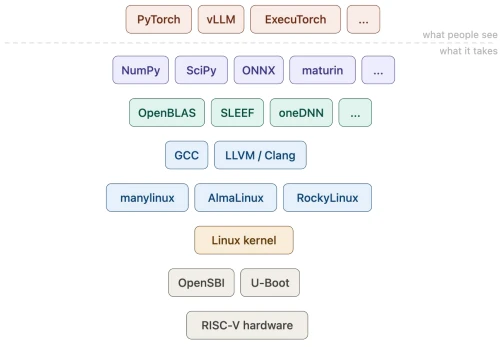 PyTorch vLLM ExecuTorch ...
what people see
what it takes
NumPy SciPy ONNX maturin ...
OpenBLAS SLEEF oneDNN ...
GCC LLVM / Clang
manylinux AlmaLinux RockyLinux
Linux kernel
OpenSBI U-Boot
RISC-V hardware